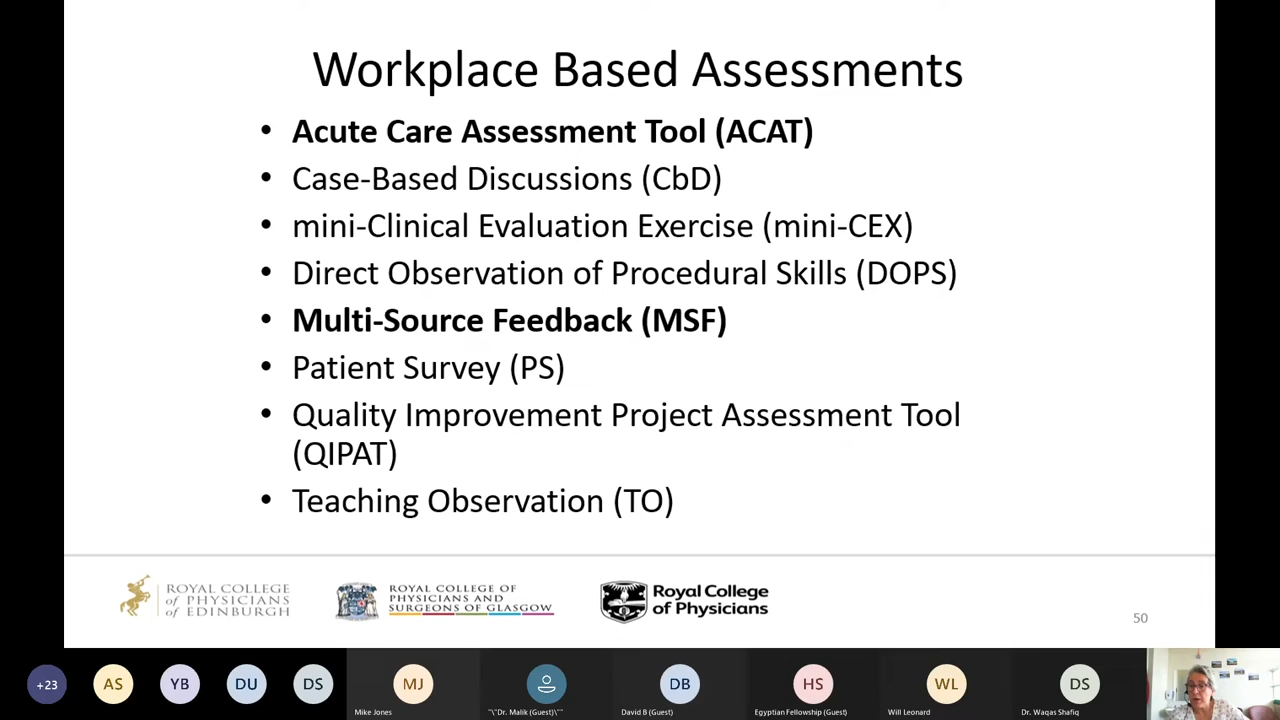 Workplace Based Assessments
• Acute Care Assessment Tool (ACAT)
• Case-Based Discussions (CbD)
• mini-Clinical Evaluation Exercise (mini-CEX)
• Direct Observation of Procedural Skills (DOPS)
• Multi-Source Feedback (MSF)
• Patient Survey (PS)
• Quality Improvement Project Assessment Tool
(QIPAT)
• Teaching Observation (TO)
ROYAL COLLEGE
of PHYSICIANS
of EDINBURGH
ROYAL COLLEGE OF
PHYSICIANS AND
SURGEONS OF GLASGOW
Royal College
of Physicians
50
+23
AS
YB
DU
DS
MJ
DB
HS
WL
DS
Mike Jones
"\"Dr. Malik (Guest)\""
David B (Guest)
Egyptian Fellowship (Guest)
Will Leonard
Dr. Waqas Shafiq